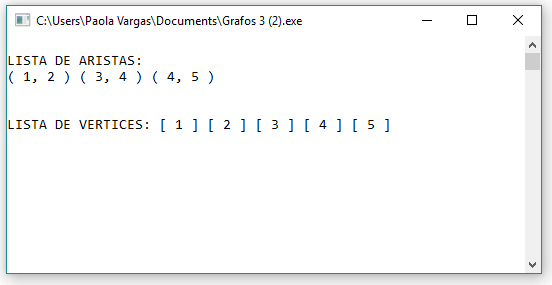 C:\Users\Paola Vargas\Documents\Grafos 3 (2).exe
LISTA DE ARISTAS:
( 1, 2 ) ( 3, 4 ) ( 4, 5 )
LISTA DE VERTICES: [ 1 ] [ 2 ] [ 3 ] [ 4 ] [ 5 ]